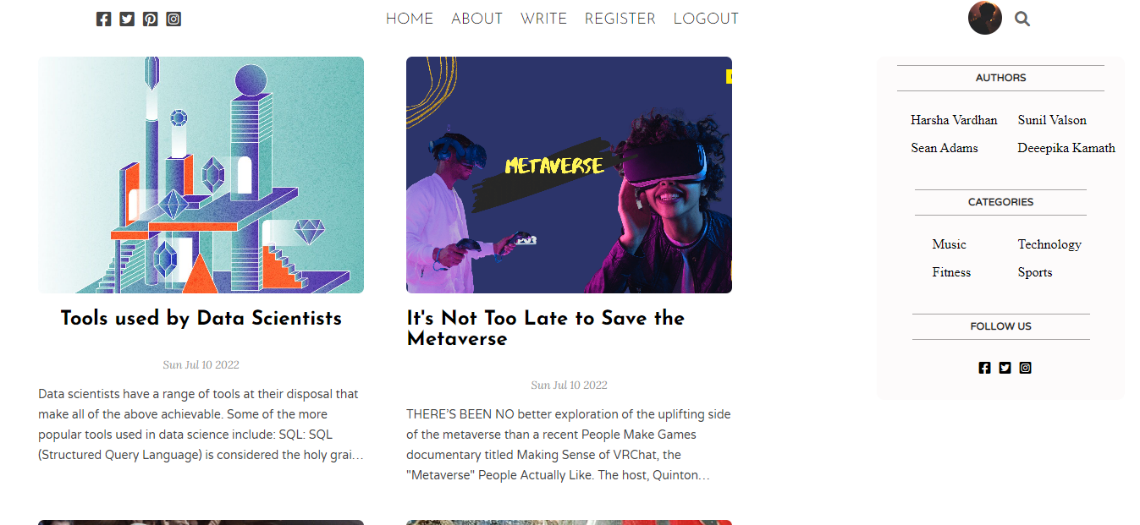 HOME ABOUT WRITE REGISTER LOGOUT
METAVERSE
Tools used by Data Scientists
Sun Jul 10 2022
Data scientists have a range of tools at their disposal that
make all of the above achievable. Some of the more
popular tools used in data science include: SQL: SQL
(Structured Query Language) is considered the holy grai…
It's Not Too Late to Save the
Metaverse
Sun Jul 10 2022
THERE'S BEEN NO better exploration of the uplifting side
of the metaverse than a recent People Make Games
documentary titled Making Sense of VRChat, the
"Metaverse" People Actually Like. The host, Quinton…
AUTHORS
Harsha Vardhan Sunil Valson
Sean Adams Deeepika Kamath
CATEGORIES
Music Technology
Fitness Sports
FOLLOW US